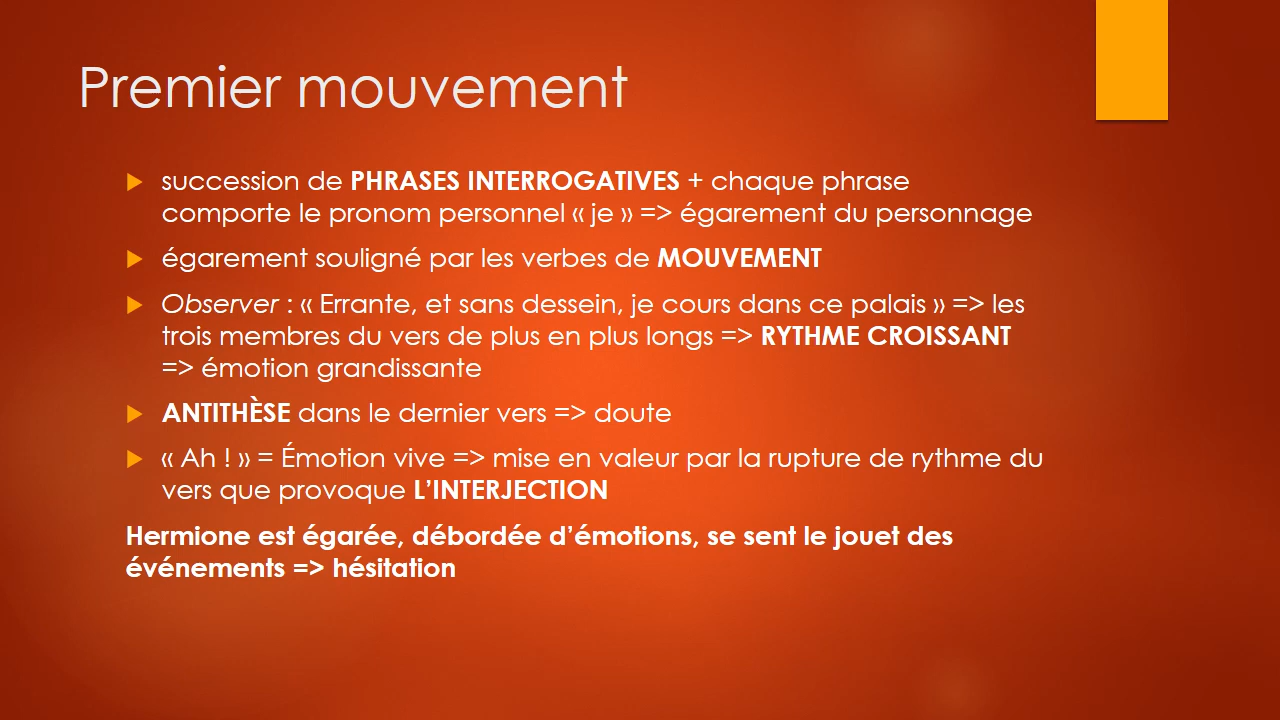 Premier mouvement
succession de PHRASES INTERROGATIVES + chaque phrase
comporte le pronom personnel « je » => égarement du personnage
égarement souligné par les verbes de MOUVEMENT
Observer : « Errante, et sans dessein, je cours dans ce palais » => les
trois membres du vers de plus en plus longs => RYTHME CROISSANT
=> émotion grandissante
ANTITHÈSE dans le dernier vers => doute
« Ah ! » = Émotion vive => mise en valeur par la rupture de rythme du
vers que provoque L’INTERJECTION
Hermione est égarée, débordée d’émotions, se sent le jouet des
événements => hésitation